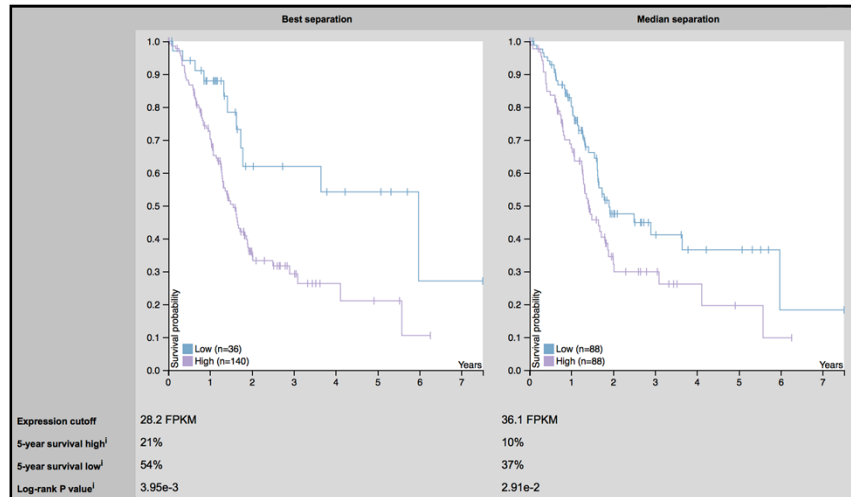 Best separation
Median separation
1.0
0.9
0.8
0.7
0.6
0.5
0.4
0.3
0.2
0.1
0.0
Survival probability
Low (n=36)
High (n=140)
Years
0 1 2 3 4 5 6 7
1.0
0.9
0.8
0.7
0.6
0.5
0.4
0.3
0.2
0.1
0.0
Survival probability
Low (n=88)
High (n=88)
Years
0 1 2 3 4 5 6 7
Expression cutoff 28.2 FPKM 36.1 FPKM
5-year survival highⁱ 21% 10%
5-year survival lowⁱ 54% 37%
Log-rank P valueⁱ 3.95e-3 2.91e-2